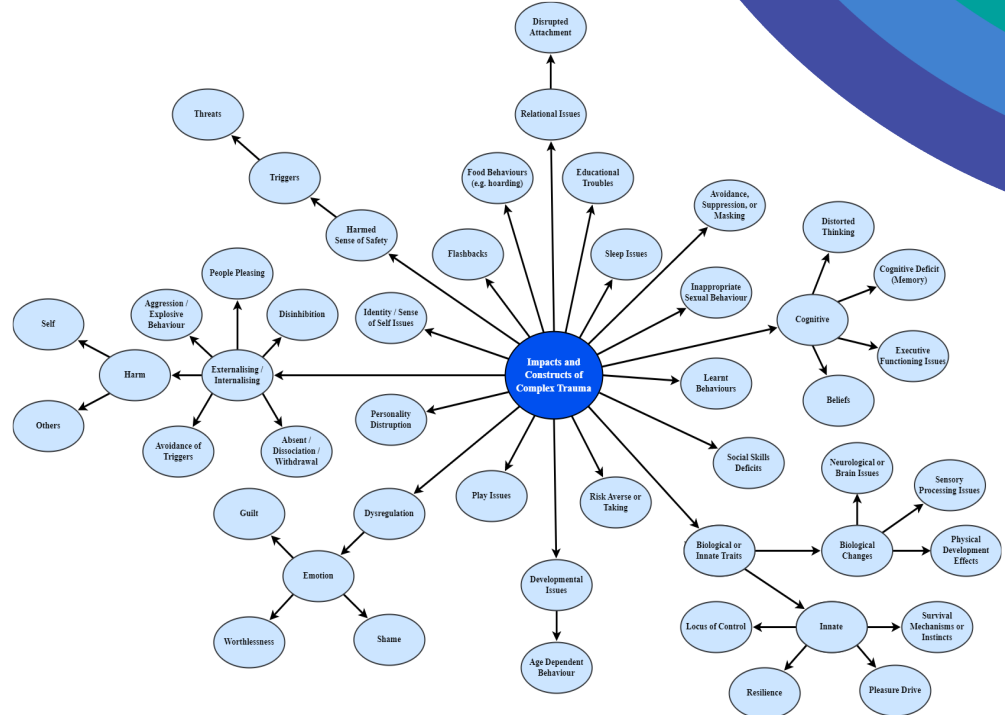 Disrupted
Attachment
Relational Issues
Threats
Triggers
Harmed
Sense of Safety
Food Behaviours
(e.g. hoarding)
Educational
Troubles
Avoidance,
Suppression, or
Masking
Flashbacks
Sleep Issues
Inappropriate
Sexual Behaviour
Distorted
Thinking
Cognitive Deficit
(Memory)
Cognitive
Executive
Functioning Issues
Beliefs
People Pleasing
Aggression /
Explosive
Behaviour
Disinhibition
Identity / Sense
of Self Issues
Self
Harm
Externalising /
Internalising
Others
Avoidance of
Triggers
Absent /
Dissociation /
Withdrawal
Impacts and
Constructs of
Complex Trauma
Learnt
Behaviours
Personality
Distruption
Social Skills
Deficits
Play Issues
Risk Averse or
Taking
Dysregulation
Guilt
Emotion
Worthlessness
Shame
Developmental
Issues
Age Dependent
Behaviour
Biological or
Innate Traits
Neurological or
Brain Issues
Sensory
Processing Issues
Biological
Changes
Physical
Development
Effects
Locus of Control
Innate
Survival
Mechanisms or
Instincts
Resilience
Pleasure Drive